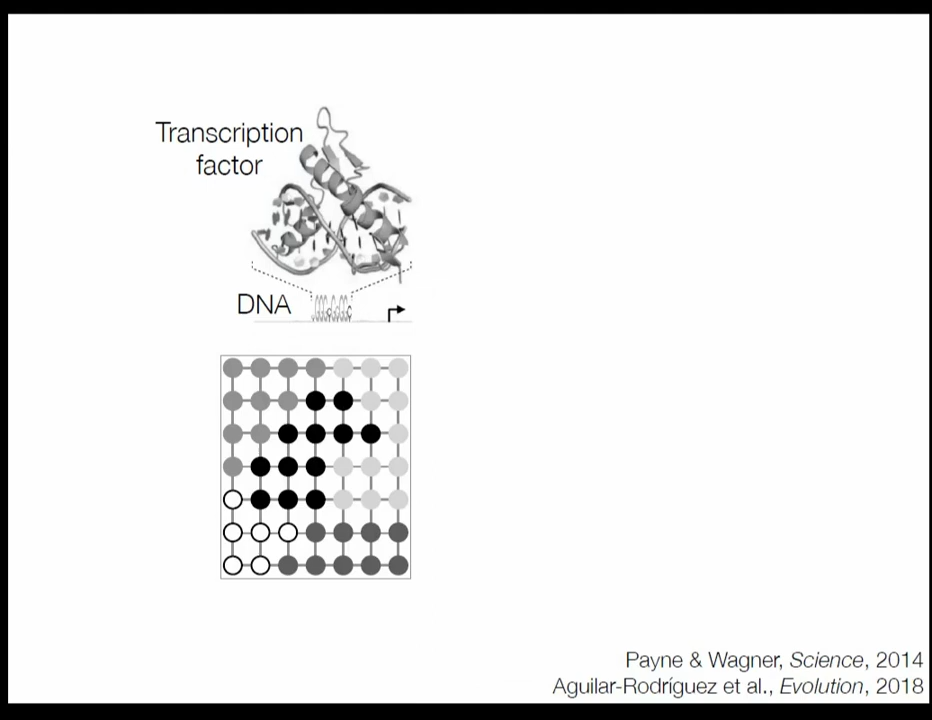 Transcription
factor
DNA
Payne & Wagner, Science, 2014
Aguilar-Rodríguez et al., Evolution, 2018